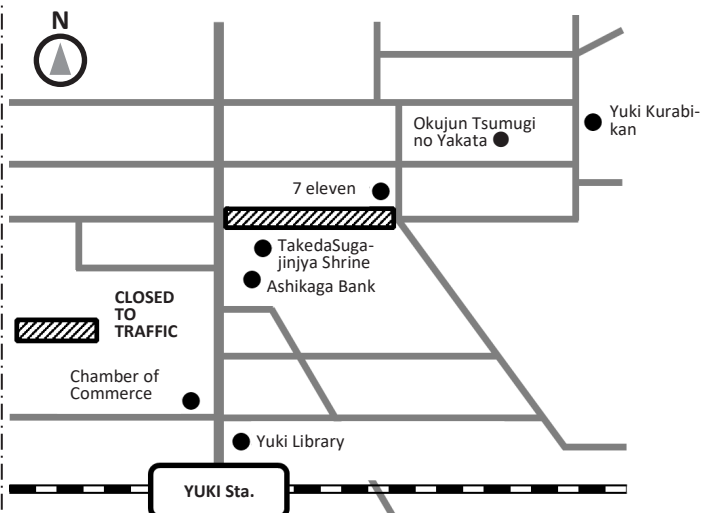 N
Okujun Tsumugi
no Yakata
Yuki Kurabi-
kan
7 eleven
TakedaSuga-
jinjya Shrine
Ashikaga Bank
CLOSED
TO
TRAFFIC
Chamber of
Commerce
Yuki Library
YUKI Sta.